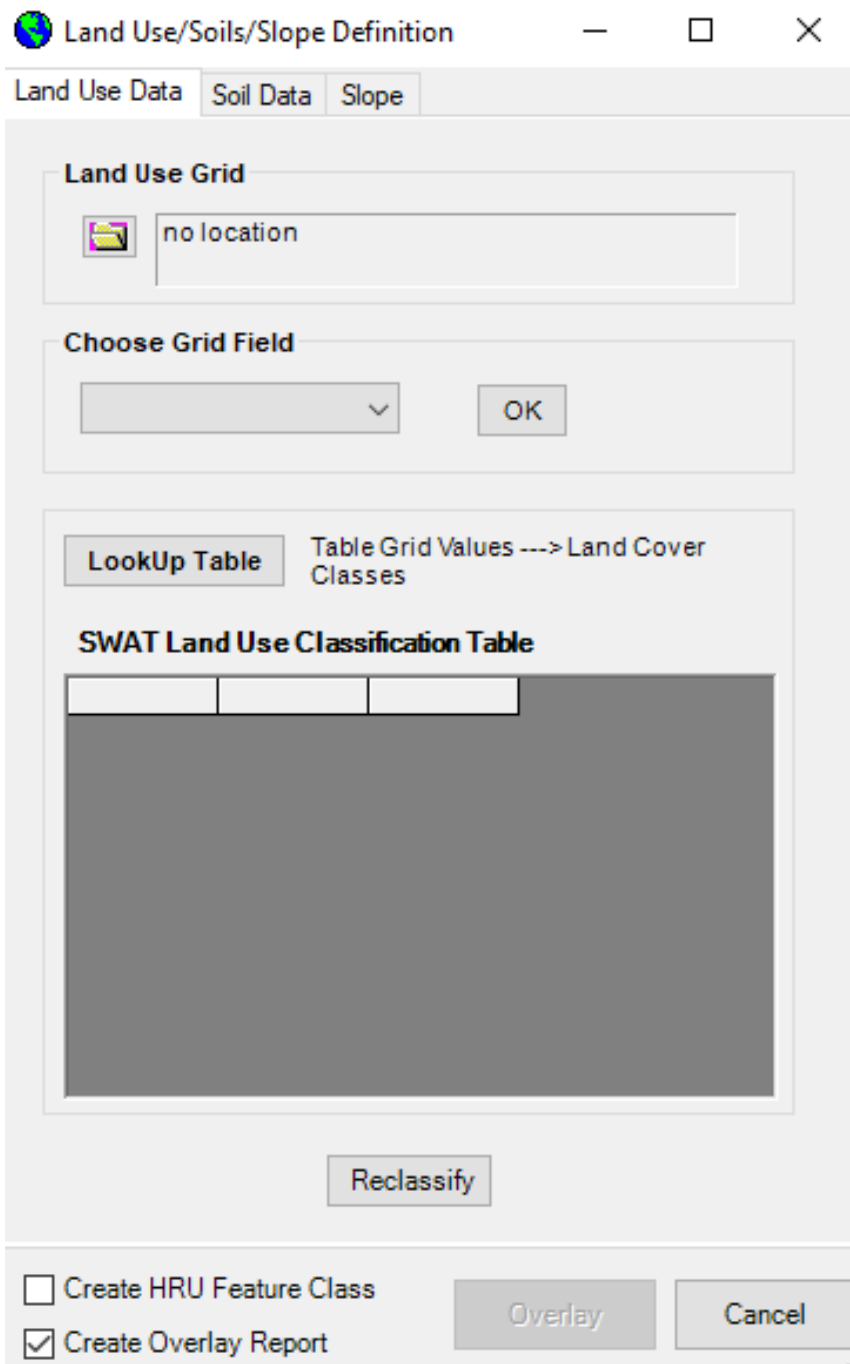 Land Use/Soils/Slope Definition
Land Use Data Soil Data Slope
Land Use Grid
no location
Choose Grid Field
OK
LookUp Table
Table Grid Values ---> Land Cover
Classes
SWAT Land Use Classification Table
Reclassify
Create HRU Feature Class
Create Overlay Report
Overlay
Cancel